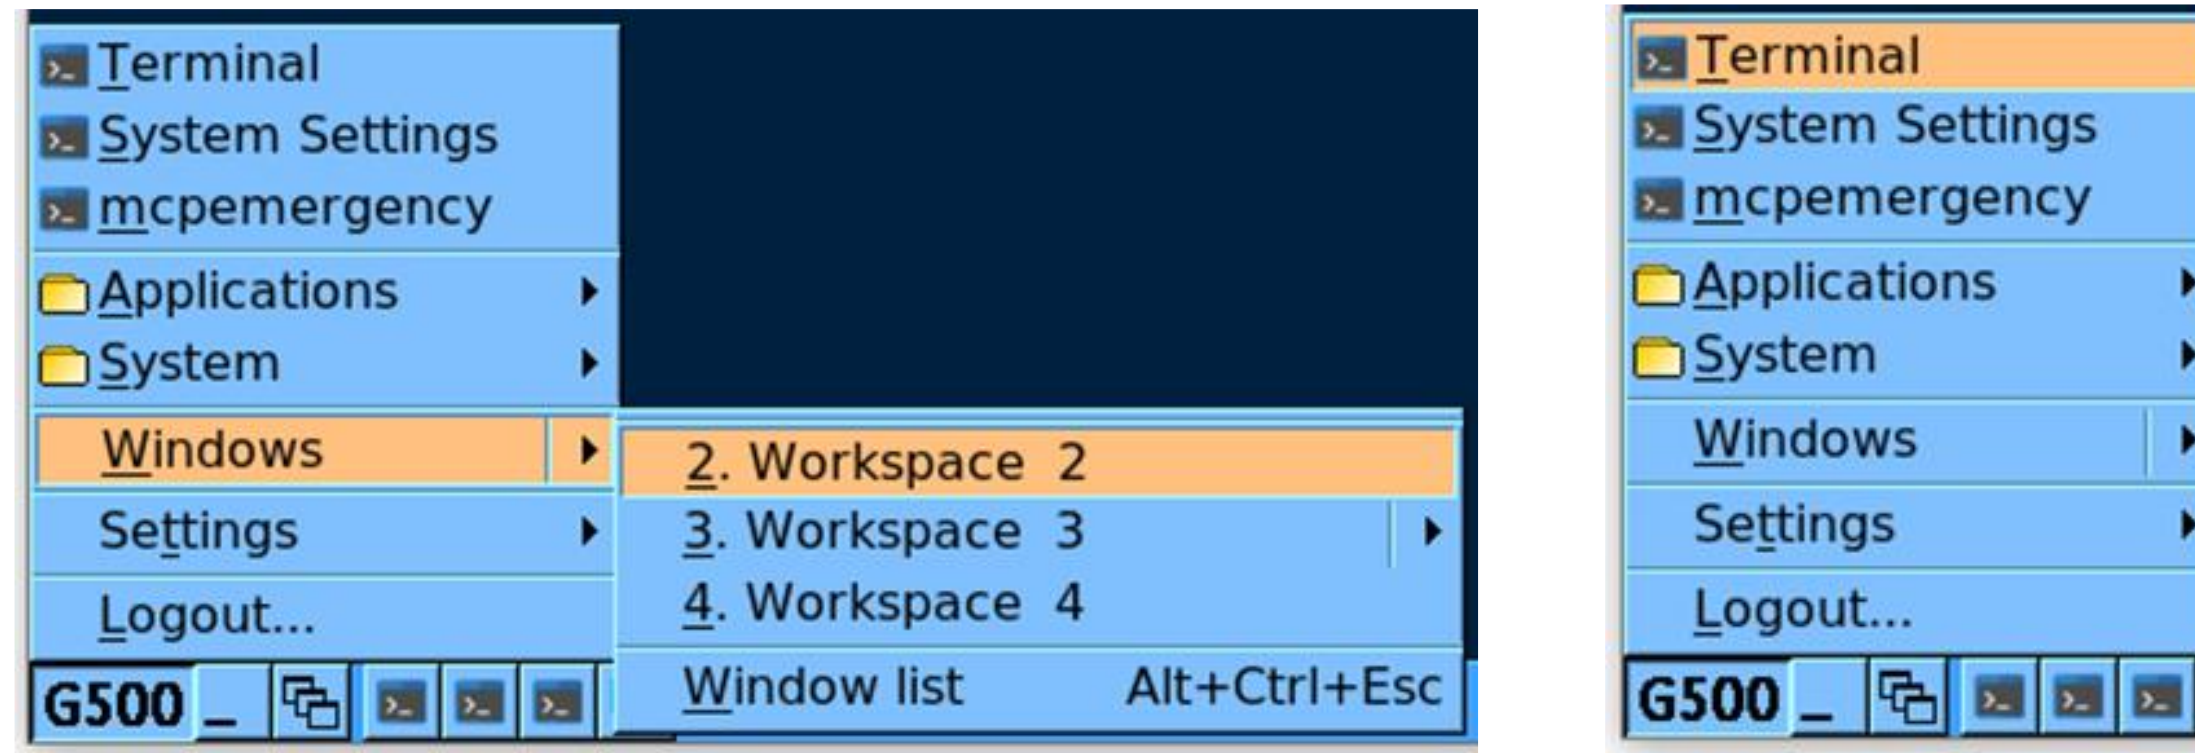 Terminal
System Settings
mcpemergency
Applications
System
Windows
Settings
Logout...
2. Workspace 2
3. Workspace 3
4. Workspace 4
Window list Alt+Ctrl+Esc
G500
Terminal
System Settings
mcpemergency
Applications
System
Windows
Settings
Logout...
G500